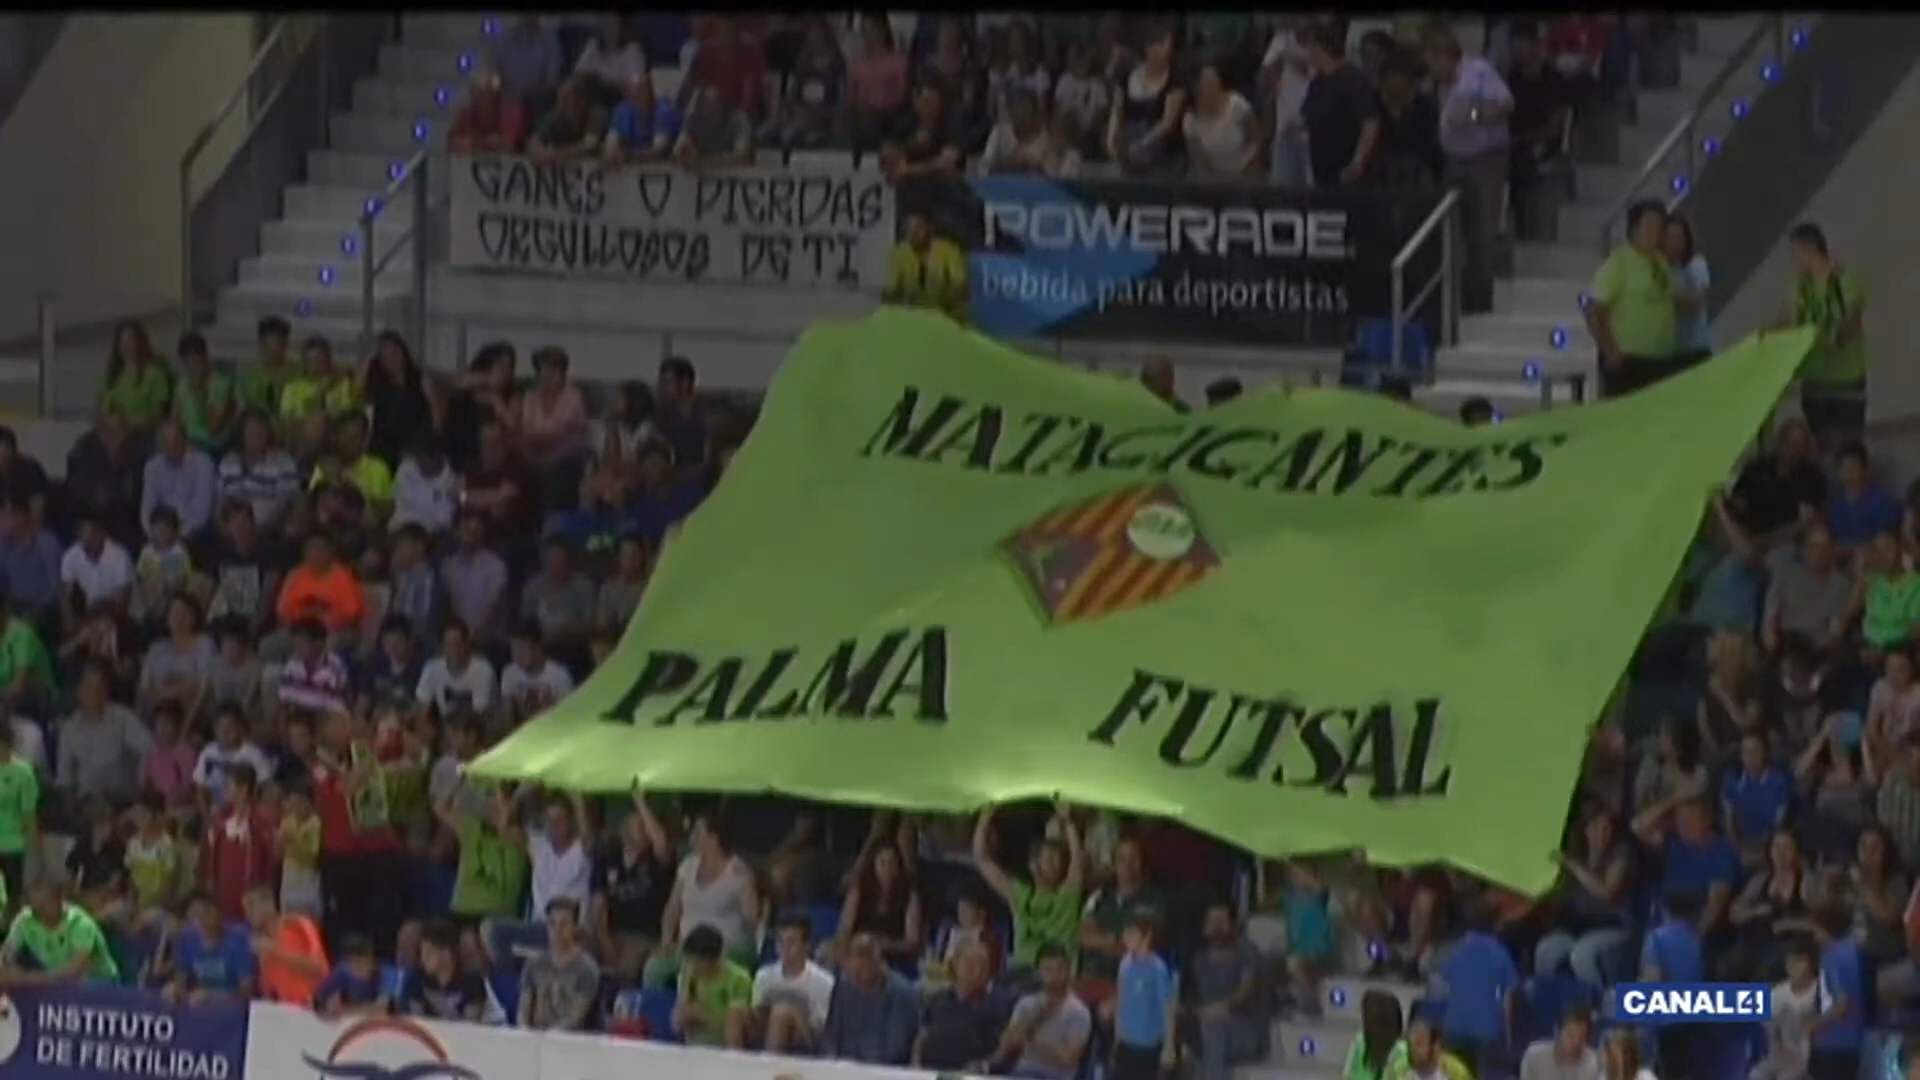 GANES O PIERDAS
ORGULLOSOS DE TI
POWERADE
bebida para deportistas
MATAGIGANTES
PALMA FUTSAL
INSTITUTO
DE FERTILIDAD
CANAL4